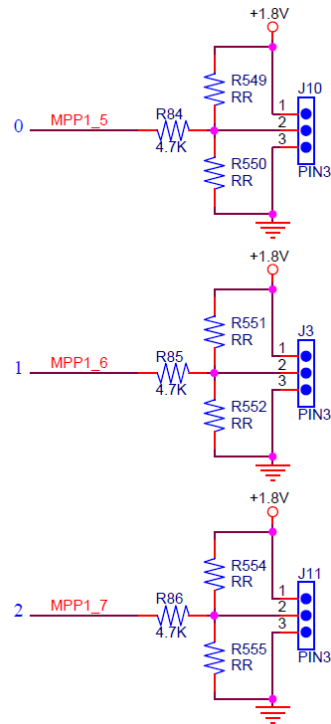 +1.8V
R549
RR
J10
R84
1
0 MPP1_5
2
4.7K
3
R550
RR
PIN3
+1.8V
R551
RR
J3
R85
1
1 MPP1_6
2
4.7K
3
R552
RR
PIN3
+1.8V
R554
RR
J11
R86
1
2 MPP1_7
2
4.7K
3
R555
RR
PIN3